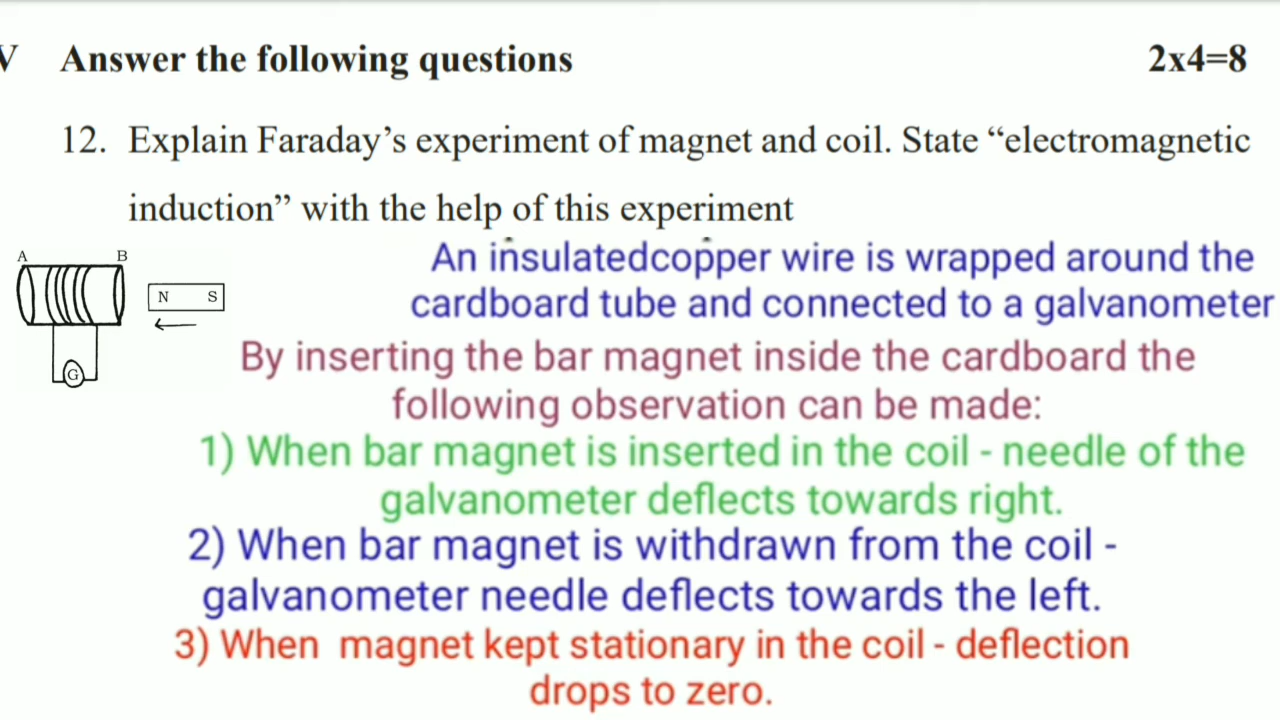 V Answer the following questions 2x4=8
12. Explain Faraday's experiment of magnet and coil. State “electromagnetic
induction” with the help of this experiment
A B
N S
G
An insulatedcopper wire is wrapped around the
cardboard tube and connected to a galvanometer
By inserting the bar magnet inside the cardboard the
following observation can be made:
1) When bar magnet is inserted in the coil - needle of the
galvanometer deflects towards right.
2) When bar magnet is withdrawn from the coil -
galvanometer needle deflects towards the left.
3) When magnet kept stationary in the coil - deflection
drops to zero.